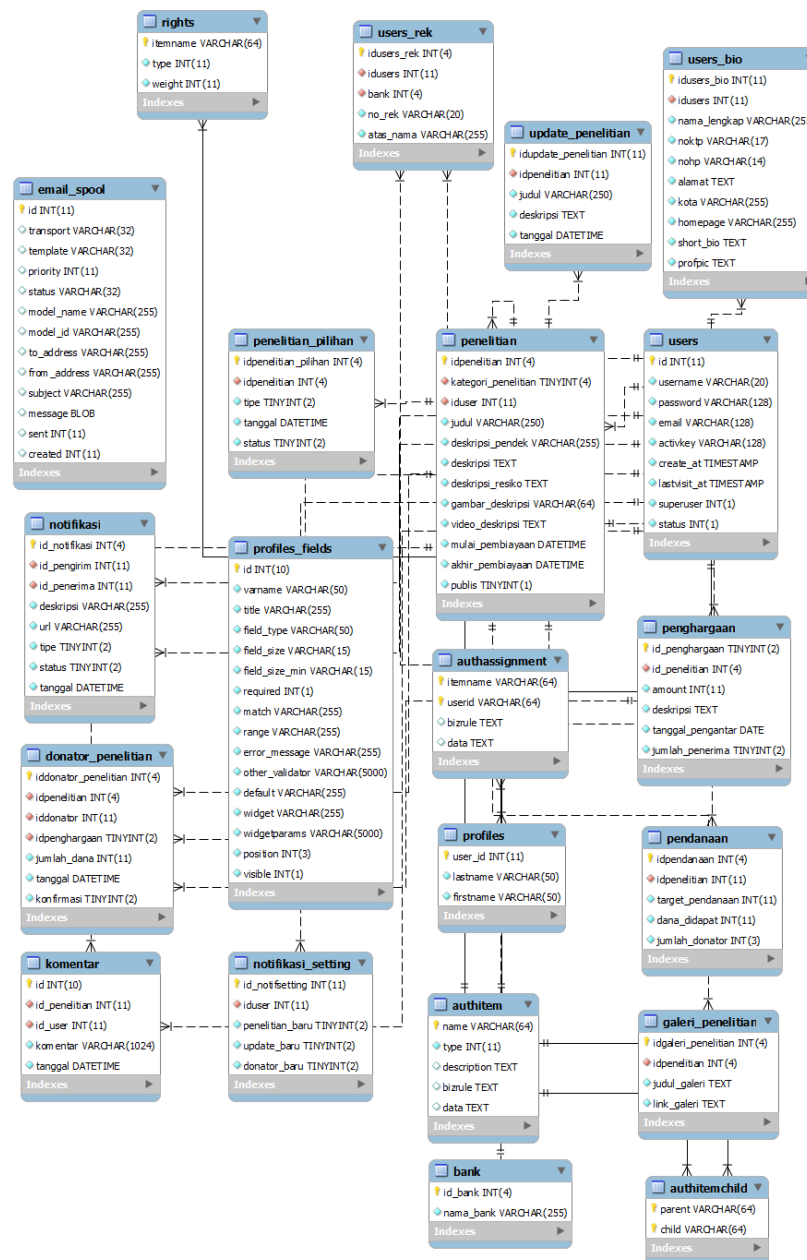 rights
itemname VARCHAR(64)
type INT(11)
weight INT(11)
Indexes
users_rek
idusers_rek INT(4)
idusers INT(11)
bank INT(4)
no_rek VARCHAR(20)
atas_nama VARCHAR(255)
Indexes
users_bio
idusers_bio INT(11)
idusers INT(11)
nama_lengkap VARCHAR(255
noktp VARCHAR(17)
nohp VARCHAR(14)
alamat TEXT
kota VARCHAR(255)
homepage VARCHAR(255)
short_bio TEXT
profpic TEXT
Indexes
update_penelitian
idupdate_penelitian INT(11)
idpenelitian INT(11)
judul VARCHAR(250)
deskripsi TEXT
tanggal DATETIME
Indexes
email_spool
id INT(11)
transport VARCHAR(32)
template VARCHAR(32)
priority INT(11)
status VARCHAR(32)
model_name VARCHAR(255)
model_id VARCHAR(255)
to_address VARCHAR(255)
from_address VARCHAR(255)
subject VARCHAR(255)
message BLOB
sent INT(11)
created INT(11)
Indexes
penelitian_pilihan
idpenelitian_pilihan INT(4)
idpenelitian INT(4)
tipe TINYINT(2)
tanggal DATETIME
status TINYINT(2)
Indexes
penelitian
idpenelitian INT(4)
kategori_penelitian TINYINT(4)
iduser INT(11)
judul VARCHAR(250)
deskripsi_pendek VARCHAR(255)
deskripsi TEXT
deskripsi_resiko TEXT
gambar_deskripsi VARCHAR(64)
video_deskripsi TEXT
mulai_pembiayaan DATETIME
akhir_pembiayaan DATETIME
publis TINYINT(1)
Indexes
users
id INT(11)
username VARCHAR(20)
password VARCHAR(128)
email VARCHAR(128)
activkey VARCHAR(128)
create_at TIMESTAMP
lastvisit_at TIMESTAMP
superuser INT(1)
status INT(1)
Indexes
notifikasi
id_notifikasi INT(4)
id_pengirim INT(11)
id_penerima INT(11)
deskripsi VARCHAR(255)
url VARCHAR(255)
tipe TINYINT(2)
status TINYINT(2)
tanggal DATETIME
Indexes
profiles_fields
id INT(10)
varname VARCHAR(50)
title VARCHAR(255)
field_type VARCHAR(50)
field_size VARCHAR(15)
field_size_min VARCHAR(15)
required INT(1)
match VARCHAR(255)
range VARCHAR(255)
error_message VARCHAR(255)
other_validator VARCHAR(5000)
default VARCHAR(255)
widget VARCHAR(255)
widgetparams VARCHAR(5000)
position INT(3)
visible INT(1)
Indexes
authassignment
itemname VARCHAR(64)
userid VARCHAR(64)
bizrule TEXT
data TEXT
Indexes
penghargaan
id_penghargaan TINYINT(2)
id_penelitian INT(4)
amount INT(11)
deskripsi TEXT
tanggal_pengantar DATE
jumlah_penerima TINYINT(2)
Indexes
donator_penelitian
iddonator_penelitian INT(4)
idpenelitian INT(4)
iddonator INT(11)
idpenghargaan TINYINT(2)
jumlah_dana INT(11)
tanggal DATETIME
konfirmasi TINYINT(2)
Indexes
profiles
user_id INT(11)
lastname VARCHAR(50)
firstname VARCHAR(50)
Indexes
pendanaan
idpendanaan INT(4)
idpenelitian INT(11)
target_pendanaan INT(11)
dana_didapat INT(11)
jumlah_donator INT(3)
Indexes
komentar
id INT(10)
id_penelitian INT(11)
id_user INT(11)
komentar VARCHAR(1024)
tanggal DATETIME
Indexes
notifikasi_setting
id_notifsetting INT(11)
iduser INT(11)
penelitian_baru TINYINT(2)
update_baru TINYINT(2)
donator_baru TINYINT(2)
Indexes
authitem
name VARCHAR(64)
type INT(11)
description TEXT
bizrule TEXT
data TEXT
Indexes
galeri_penelitian
idgaleri_penelitian INT(4)
idpenelitian INT(4)
judul_galeri TEXT
link_galeri TEXT
Indexes
bank
id_bank INT(4)
nama_bank VARCHAR(255)
Indexes
authitemchild
parent VARCHAR(64)
child VARCHAR(64)
Indexes